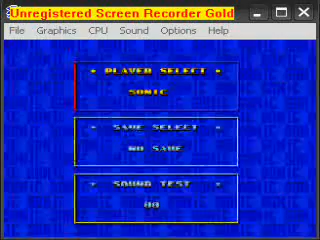 Unregistered Screen Recorder Gold
File Graphics CPU Sound Options Help
* PLAYER SELECT *
SONIC
* SAVE SELECT *
NO SAVE
* SOUND TEST *
00